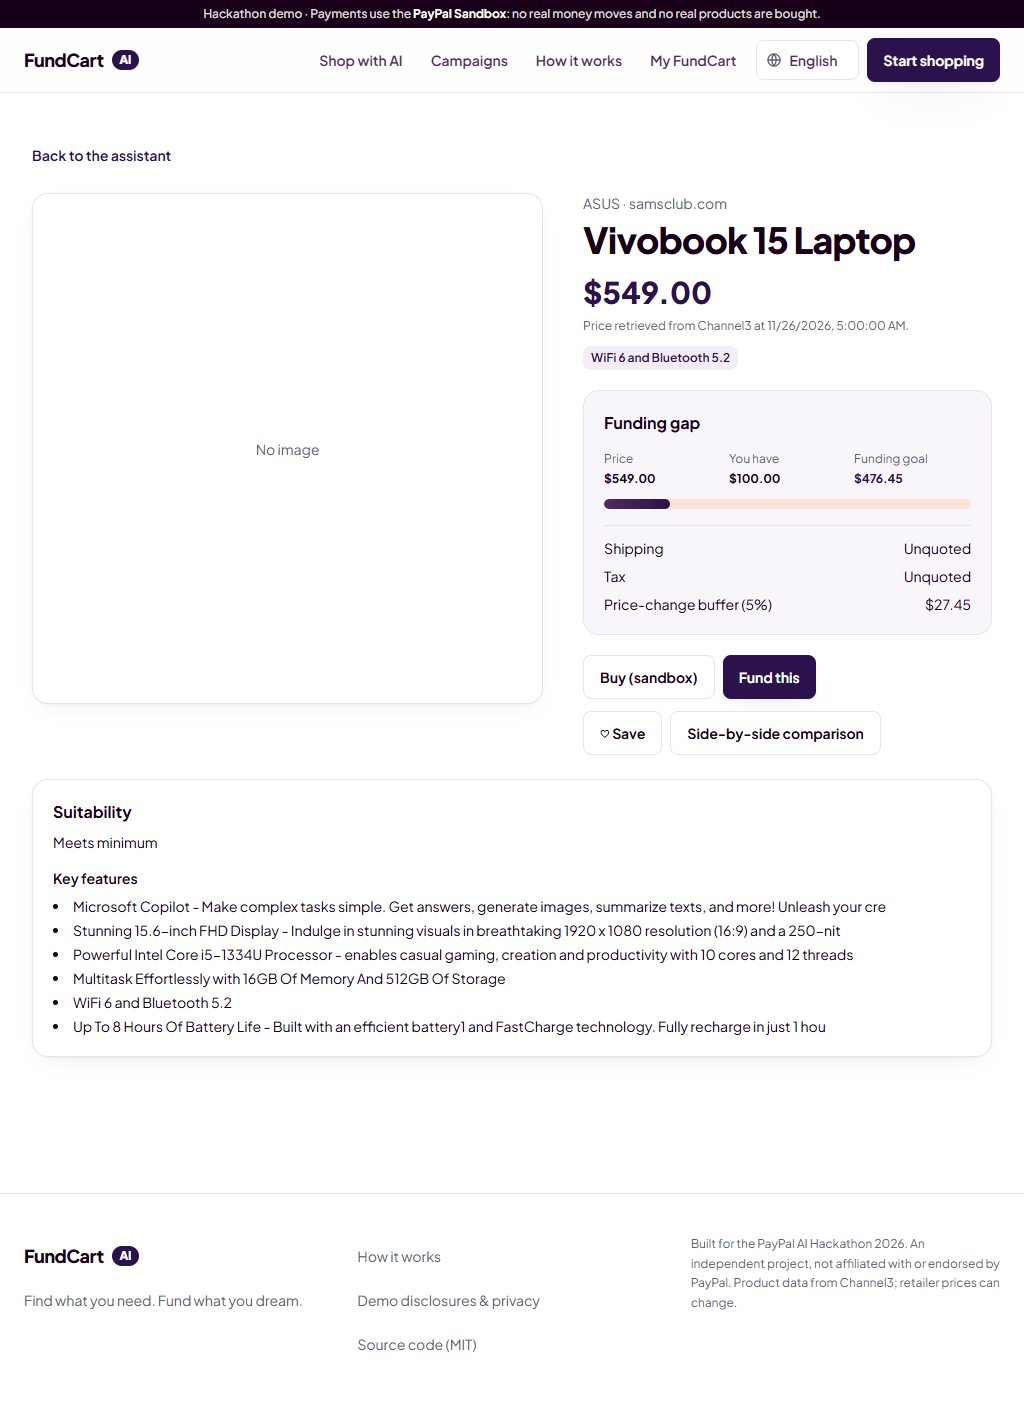 Hackathon demo · Payments use the PayPal Sandbox: no real money moves and no real products are bought.
FundCart AI
Shop with AI
Campaigns
How it works
My FundCart
English
Start shopping
Back to the assistant
No image
ASUS · samsclub.com
Vivobook 15 Laptop
$549.00
Price retrieved from Channel3 at 11/26/2026, 5:00:00 AM.
WiFi 6 and Bluetooth 5.2
Funding gap
Price You have Funding goal
$549.00 $100.00 $476.45
Shipping Unquoted
Tax Unquoted
Price-change buffer (5%) $27.45
Buy (sandbox)
Fund this
♡ Save
Side-by-side comparison
Suitability
Meets minimum
Key features
• Microsoft Copilot - Make complex tasks simple. Get answers, generate images, summarize texts, and more! Unleash your cre
• Stunning 15.6-inch FHD Display - Indulge in stunning visuals in breathtaking 1920 x 1080 resolution (16:9) and a 250-nit
• Powerful Intel Core i5-1334U Processor - enables casual gaming, creation and productivity with 10 cores and 12 threads
• Multitask Effortlessly with 16GB Of Memory And 512GB Of Storage
• WiFi 6 and Bluetooth 5.2
• Up To 8 Hours Of Battery Life - Built with an efficient battery1 and FastCharge technology. Fully recharge in just 1 hou
FundCart AI
Find what you need. Fund what you dream.
How it works
Demo disclosures & privacy
Source code (MIT)
Built for the PayPal AI Hackathon 2026. An
independent project, not affiliated with or endorsed by
PayPal. Product data from Channel3; retailer prices can
change.